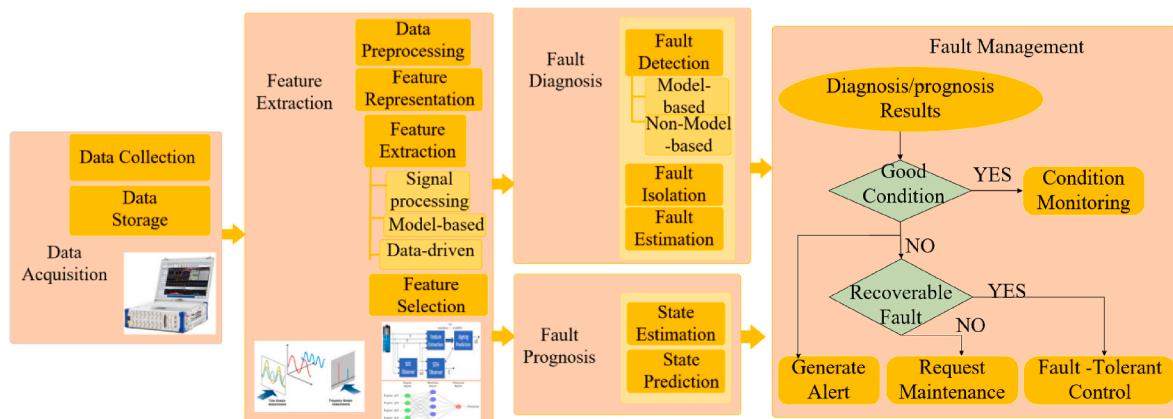 Data Collection
Data
Storage
Data
Acquisition
Feature
Extraction
Data
Preprocessing
Feature
Representation
Feature
Extraction
Signal
processing
Model-based
Data-driven
Feature
Selection
Fault
Diagnosis
Fault
Detection
Model-
based
Non-Model
-based
Fault
Isolation
Fault
Estimation
Fault
Prognosis
State
Estimation
State
Prediction
Fault Management
Diagnosis/prognosis
Results
Good
Condition
YES
Condition
Monitoring
NO
Recoverable
Fault
YES
NO
Generate
Alert
Request
Maintenance
Fault -Tolerant
Control